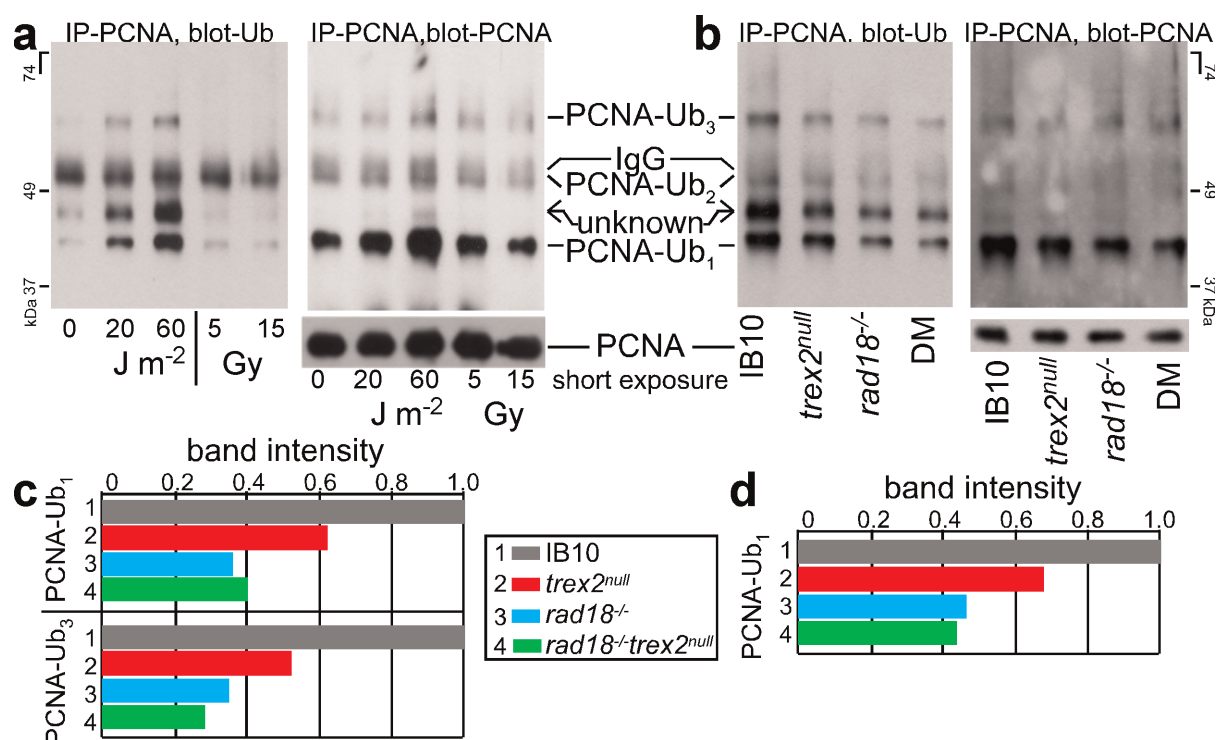 a
IP-PCNA, blot-Ub
IP-PCNA,blot-PCNA
b
IP-PCNA. blot-Ub
IP-PCNA, blot-PCNA
74
49
37
kDa
PCNA-Ub3
IgG
PCNA-Ub2
unknown
PCNA-Ub1
74
49
37
kDa
0 20 60 5 15
J m-2 Gy
PCNA
0 20 60 5 15 short exposure
J m-2 Gy
IB10
trex2null
rad18-/-
DM
IB10
trex2null
rad18-/-
DM
c
band intensity
0 0.2 0.4 0.6 0.8 1.0
PCNA-Ub1
1
2
3
4
PCNA-Ub3
1
2
3
4
1 IB10
2 trex2null
3 rad18-/-
4 rad18-/-trex2null
d
band intensity
0 0.2 0.4 0.6 0.8 1.0
PCNA-Ub1
1
2
3
4